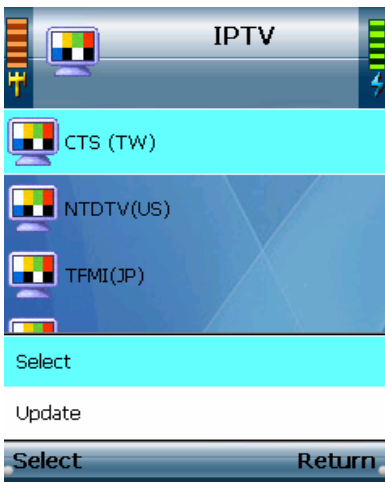 IPTV
CTS (TW)
NTDTV(US)
TFMI(JP)
Select
Update
Select Return